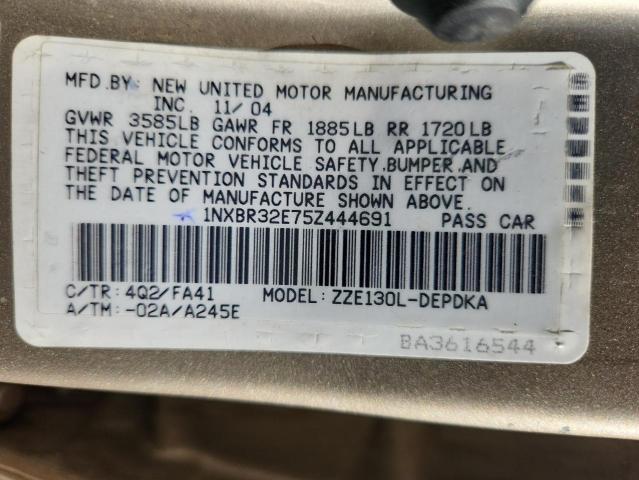 MFD.BY: NEW UNITED MOTOR MANUFACTURING
INC. 11/04
GVWR 3585LB GAWR FR 1885LB RR 1720LB
THIS VEHICLE CONFORMS TO ALL APPLICABLE
FEDERAL MOTOR VEHICLE SAFETY,BUMPER,AND
THEFT PREVENTION STANDARDS IN EFFECT ON
THE DATE OF MANUFACTURE SHOWN ABOVE.
1NXBR32E75Z444691 PASS CAR
C/TR: 4Q2/FA41 MODEL: ZZE130L-DEPDKA
A/TM: -02A/A245E
BA3616544